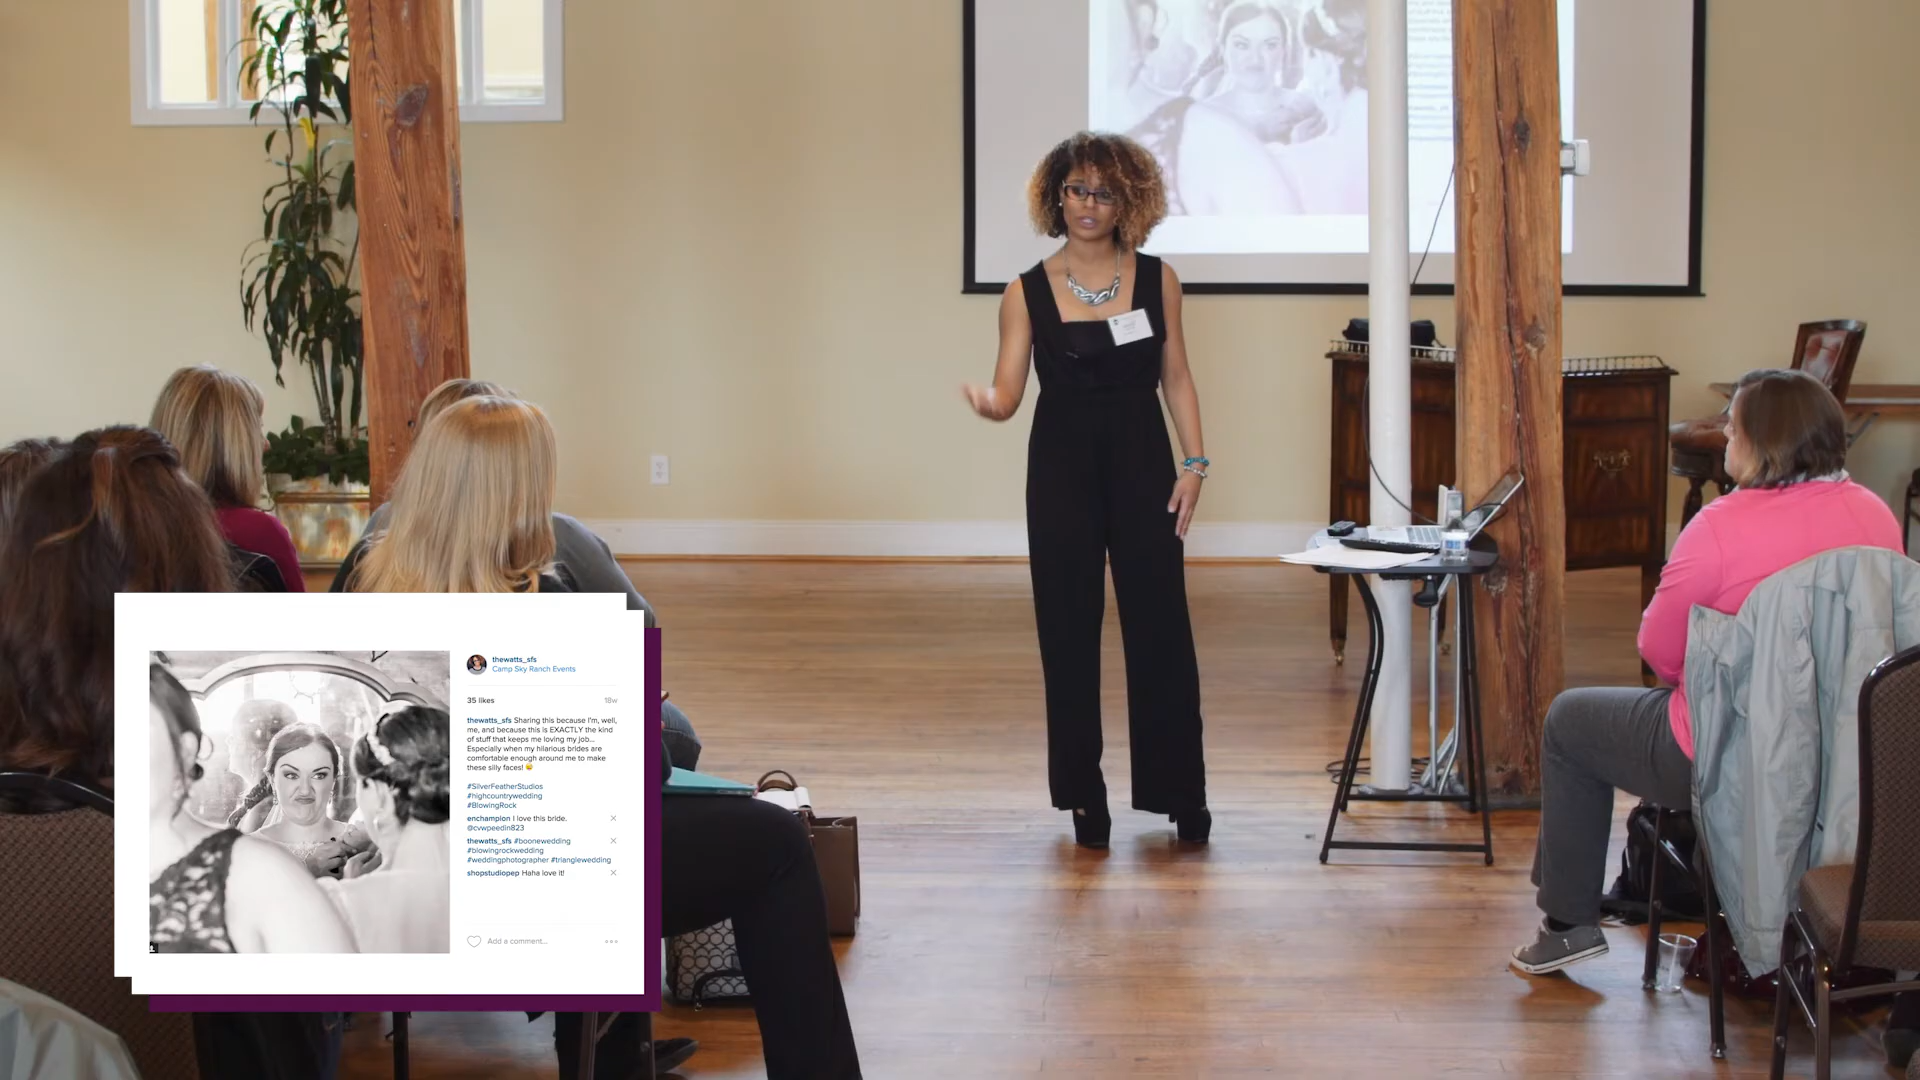 thewatts_sfs
Camp Sky Ranch Events
35 likes
18w
thewatts_sfs Sharing this because I'm, well,
me, and because this is EXACTLY the kind
of stuff that keeps me loving my job...
Especially when my hilarious brides are
comfortable enough around me to make
these silly faces! 😄
#SilverFeatherStudios
#highcountrywedding
#BlowingRock
enchampion I love this bride.
@cvwpeedin823
thewatts_sfs #boonewedding
#blowingrockwedding
#weddingphotographer #trianglewedding
shopstudiopep Haha love it!
Add a comment...